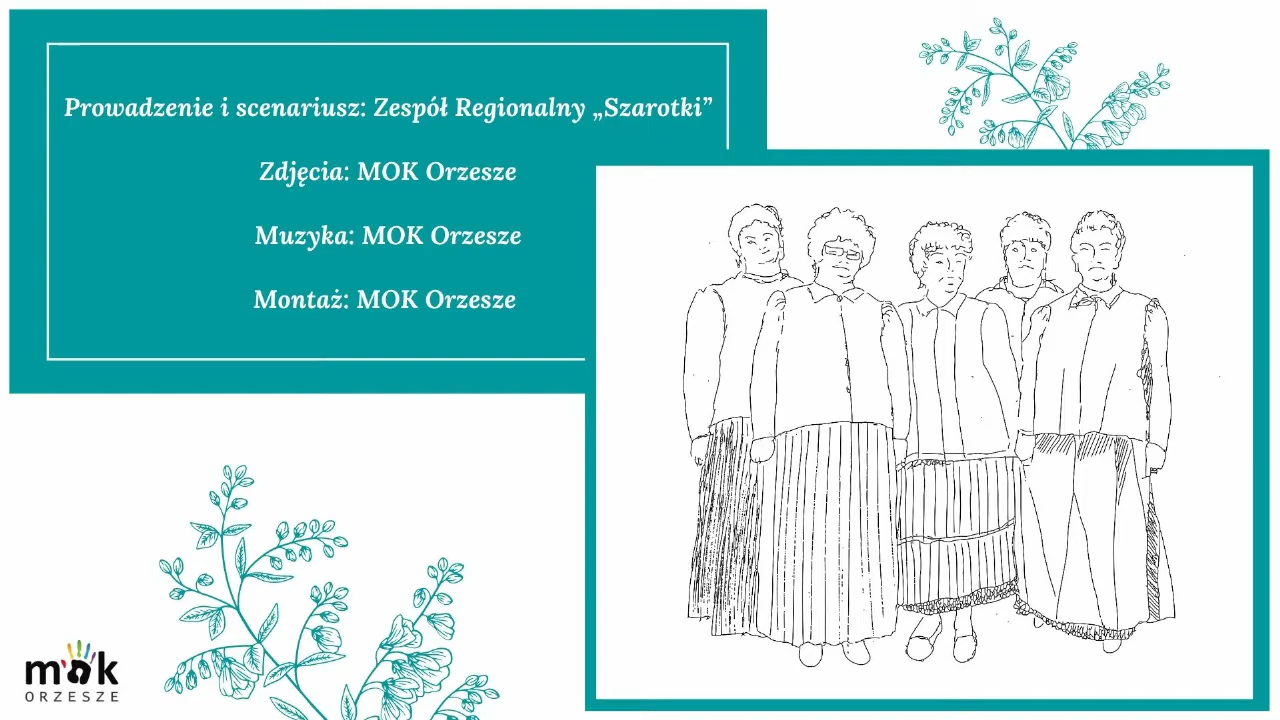 Prowadzenie i scenariusz: Zespół Regionalny „Szarotki”
Zdjęcia: MOK Orzesze
Muzyka: MOK Orzesze
Montaż: MOK Orzesze
mok
ORZESZE